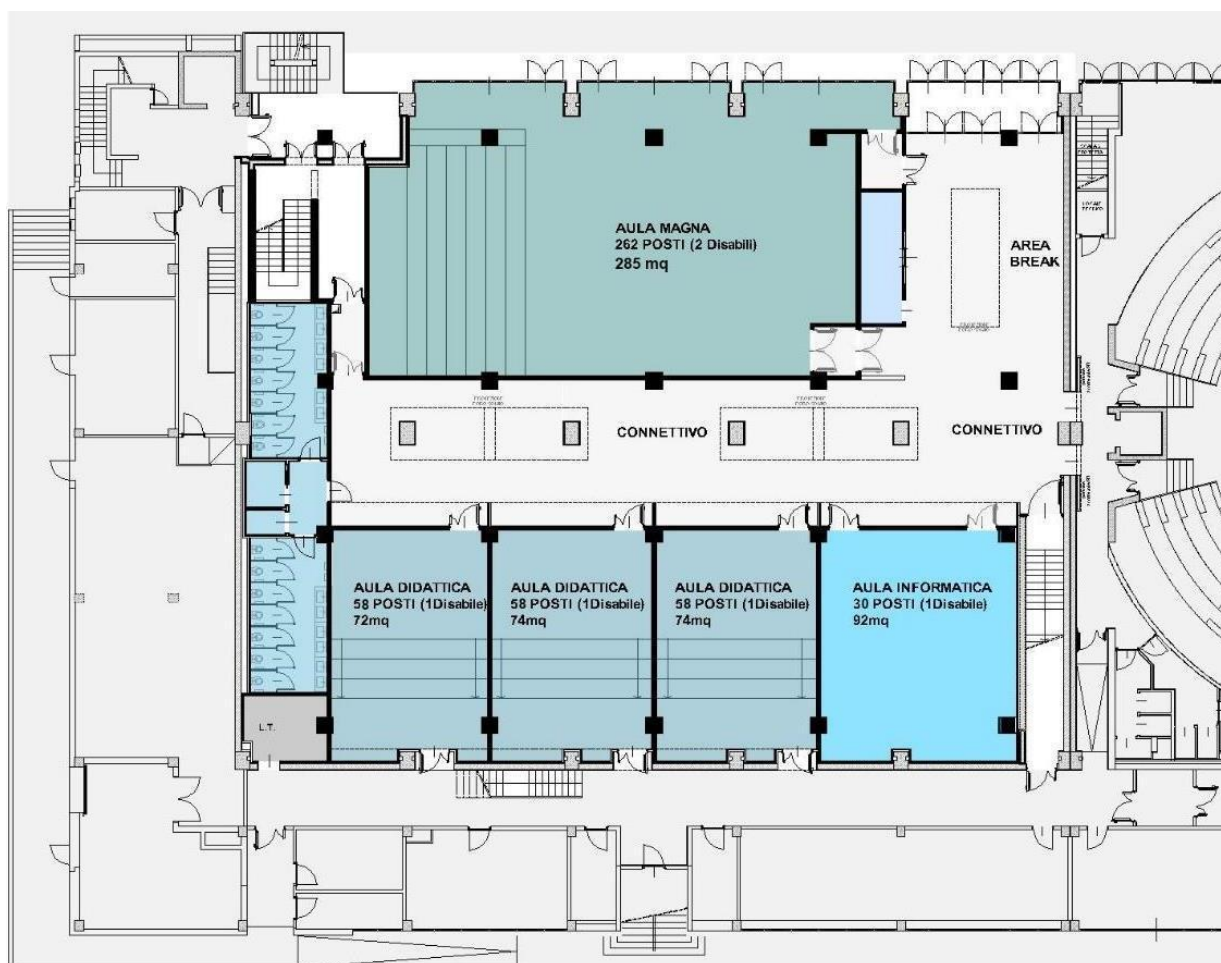 AULA MAGNA
262 POSTI (2 Disabili)
285 mq
AREA
BREAK
CONNETTIVO
CONNETTIVO
AULA DIDATTICA
58 POSTI (1Disabile)
72mq
AULA DIDATTICA
58 POSTI (1Disabile)
74mq
AULA DIDATTICA
58 POSTI (1Disabile)
74mq
AULA INFORMATICA
30 POSTI (1Disabile)
92mq
L.T.